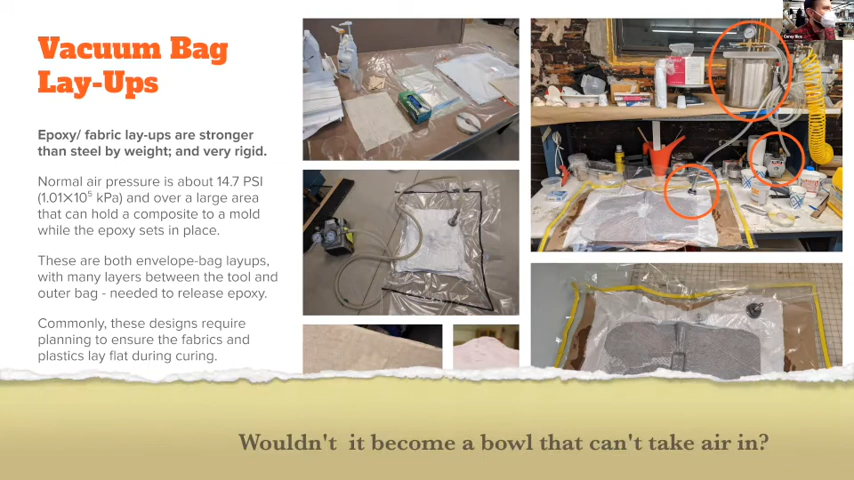 Vacuum Bag
Lay-Ups
Epoxy/ fabric lay-ups are stronger
than steel by weight; and very rigid.
Normal air pressure is about 14.7 PSI
(1.01×10⁵ kPa) and over a large area
that can hold a composite to a mold
while the epoxy sets in place.
These are both envelope-bag layups,
with many layers between the tool and
outer bag - needed to release epoxy.
Commonly, these designs require
planning to ensure the fabrics and
plastics lay flat during curing.
Wouldn't it become a bowl that can't take air in?